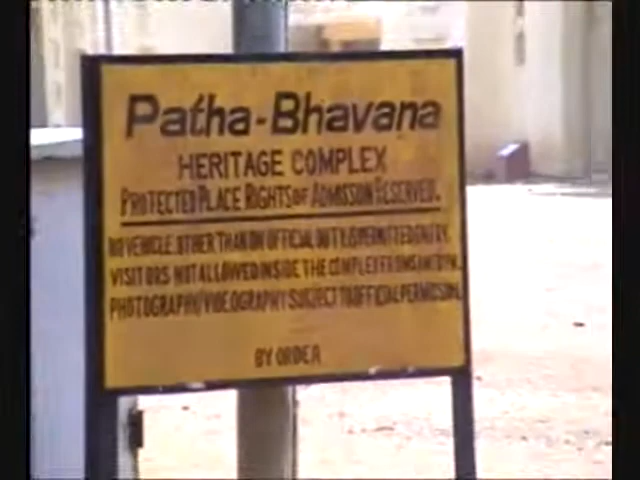 Patha-Bhavana
HERITAGE COMPLEX
PROTECTED PLACE RIGHTS OF ADMISSION RESERVED.
NO VEHICLE OTHER THAN ON OFFICIAL DUTY IS PERMITTED ENTRY.
VISITORS NOT ALLOWED INSIDE THE COMPLEX FROM
PHOTOGRAPHY/VIDEOGRAPHY SUBJECT TO OFFICIAL PERMISSION.
BY ORDER